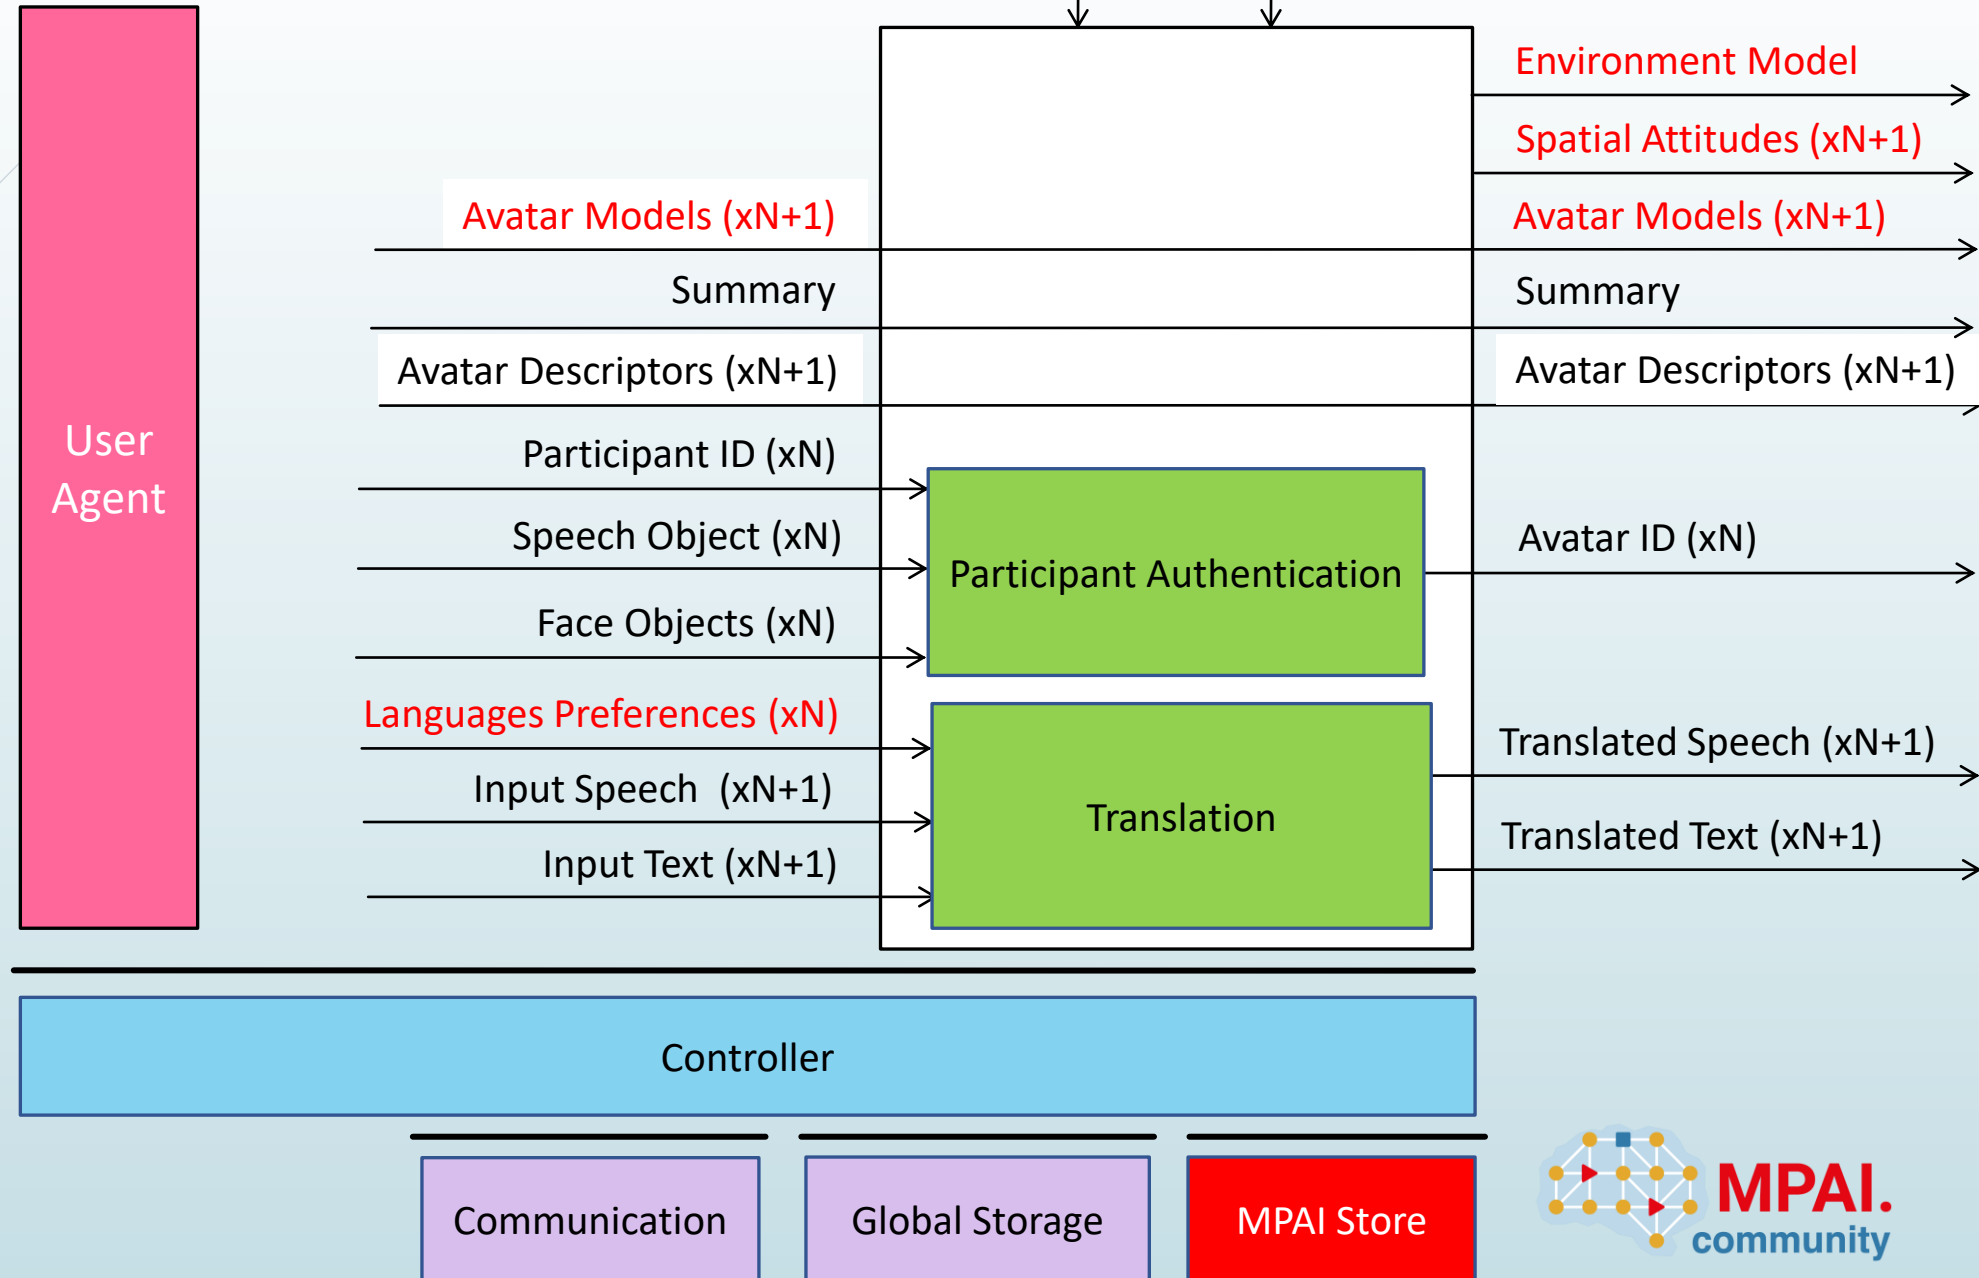 Environment Model
Spatial Attitudes (xN+1)
Avatar Models (xN+1)
Avatar Models (xN+1)
Summary
Summary
Avatar Descriptors (xN+1)
Avatar Descriptors (xN+1)
User
Agent
Participant ID (xN)
Speech Object (xN)
Participant Authentication
Avatar ID (xN)
Face Objects (xN)
Languages Preferences (xN)
Input Speech  (xN+1)
Input Text (xN+1)
Translation
Translated Speech (xN+1)
Translated Text (xN+1)
Controller
Communication
Global Storage
MPAI Store
MPAI.
community